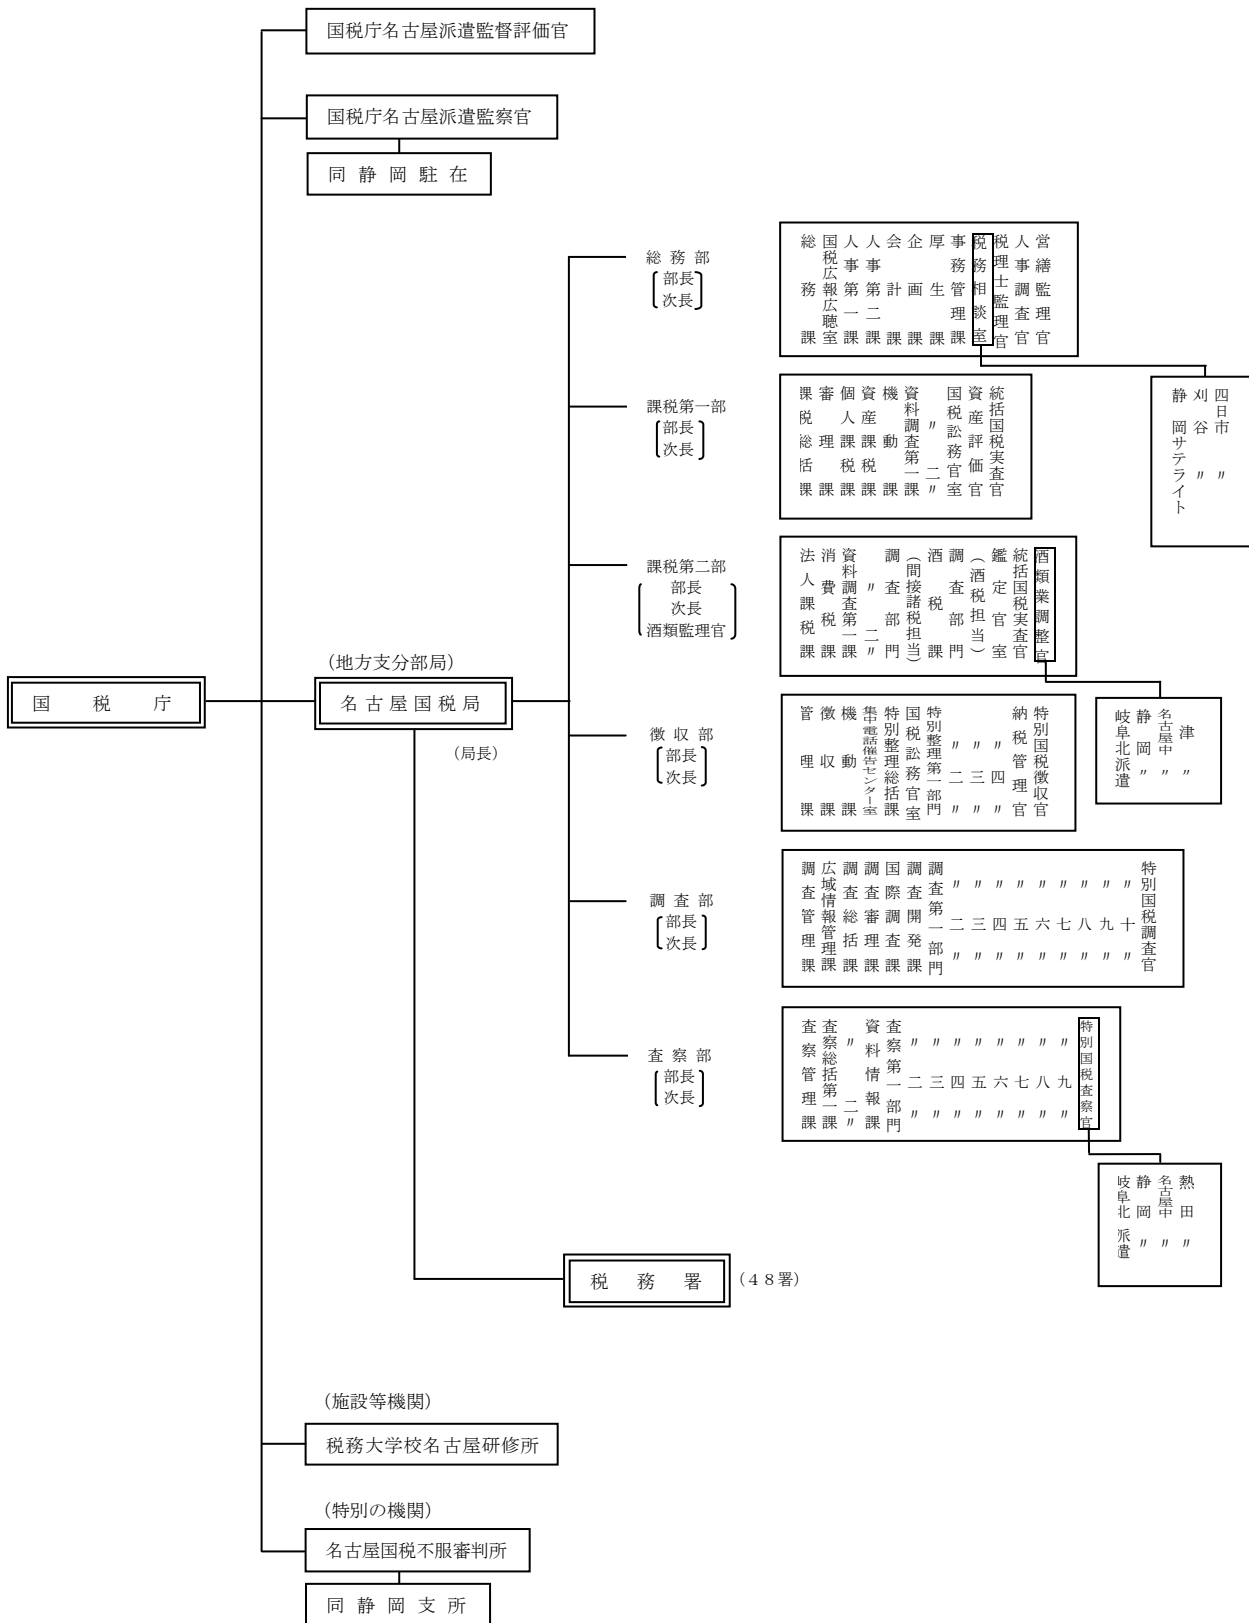 国税庁名古屋派遣監督評価官
国税庁名古屋派遣監察官
同静岡駐在
総務部
部長
次長
総務課
国税広報広聴室
人事第一課
人事第二課
会計課
企画課
厚生課
事務管理課
税務相談室
税理士監理官
人事調査官
営繕監理官
静岡サテライト
刈谷〃
四日市〃
課税第一部
部長
次長
課税総括課
審理課
個人課税課
資産課税課
機動課
資料調査第一課
〃二〃
国税訟務官室
資産評価官
統括国税実査官
課税第二部
部長
次長
酒類監理官
法人課税課
消費税課
資料調査第一課
〃二〃
調査部門
(間接諸税担当)
酒税課
調査部門
(酒税担当)
鑑定官室
統括国税実査官
酒類業調整官
岐阜北派遣
静岡〃
名古屋中〃
津〃
国税庁
(地方支分部局)
名古屋国税局
(局長)
徴収部
部長
次長
管理課
徴収課
機動課
集中電話催告センター室
特別整理総括課
国税訟務官室
特別整理第一部門
〃二〃
〃三〃
〃四〃
納税管理官
特別国税徴収官
調査部
部長
次長
調査管理課
広域情報管理課
調査総括課
調査審理課
国際調査課
調査開発課
調査第一部門
〃二〃
〃三〃
〃四〃
〃五〃
〃六〃
〃七〃
〃八〃
〃九〃
〃十〃
特別国税調査官
査察部
部長
次長
査察管理課
査察総括第一課
〃二〃
資料情報課
査察第一部門
〃二〃
〃三〃
〃四〃
〃五〃
〃六〃
〃七〃
〃八〃
〃九〃
特別国税査察官
岐阜北派遣
静岡〃
名古屋中〃
熱田〃
税務署
(48署)
(施設等機関)
税務大学校名古屋研修所
(特別の機関)
名古屋国税不服審判所
同静岡支所